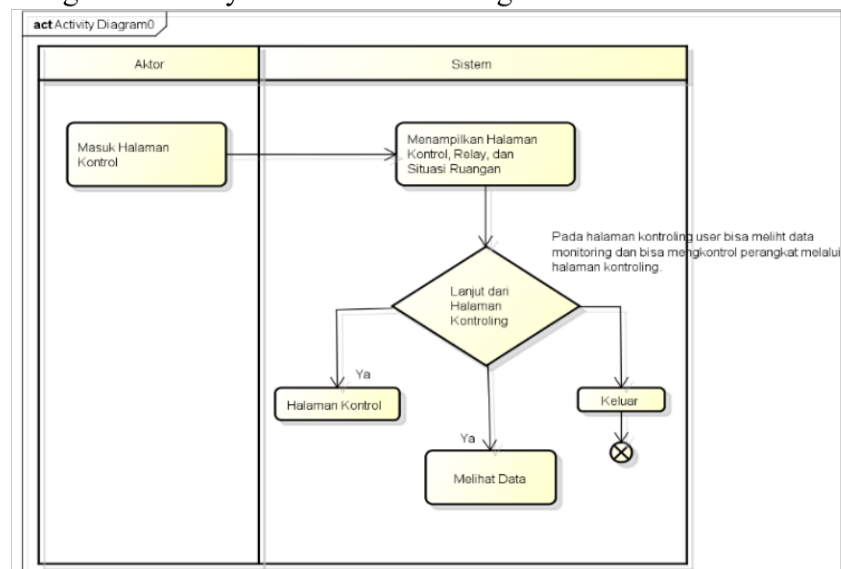 act Activity Diagram0
Aktor
Sistem
Masuk Halaman
Kontrol
Menampilkan Halaman
Kontrol, Relay, dan
Situasi Ruangan
Pada halaman kontroling user bisa meliht data
monitoring dan bisa mengkontrol perangkat melalui
halaman kontroling.
Lanjut dari
Halaman
Kontroling
Ya
Halaman Kontrol
Keluar
Ya
Melihat Data